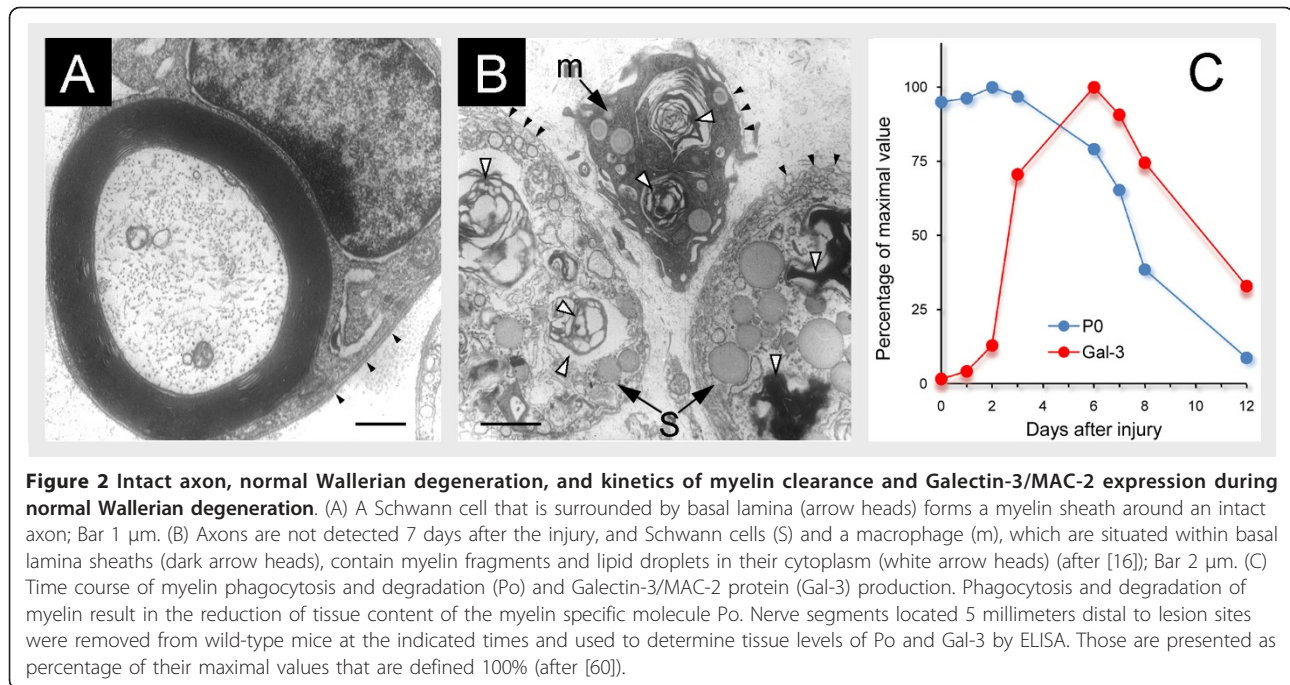 A
B
m
S
C
Percentage of maximal value
100
75
50
25
0
P0
Gal-3
0 2 4 6 8 10 12
Days after injury
Figure 2 Intact axon, normal Wallerian degeneration, and kinetics of myelin clearance and Galectin-3/MAC-2 expression during
normal Wallerian degeneration. (A) A Schwann cell that is surrounded by basal lamina (arrow heads) forms a myelin sheath around an intact
axon; Bar 1 μm. (B) Axons are not detected 7 days after the injury, and Schwann cells (S) and a macrophage (m), which are situated within basal
lamina sheaths (dark arrow heads), contain myelin fragments and lipid droplets in their cytoplasm (white arrow heads) (after [16]); Bar 2 μm. (C)
Time course of myelin phagocytosis and degradation (Po) and Galectin-3/MAC-2 protein (Gal-3) production. Phagocytosis and degradation of
myelin result in the reduction of tissue content of the myelin specific molecule Po. Nerve segments located 5 millimeters distal to lesion sites
were removed from wild-type mice at the indicated times and used to determine tissue levels of Po and Gal-3 by ELISA. Those are presented as
percentage of their maximal values that are defined 100% (after [60]).